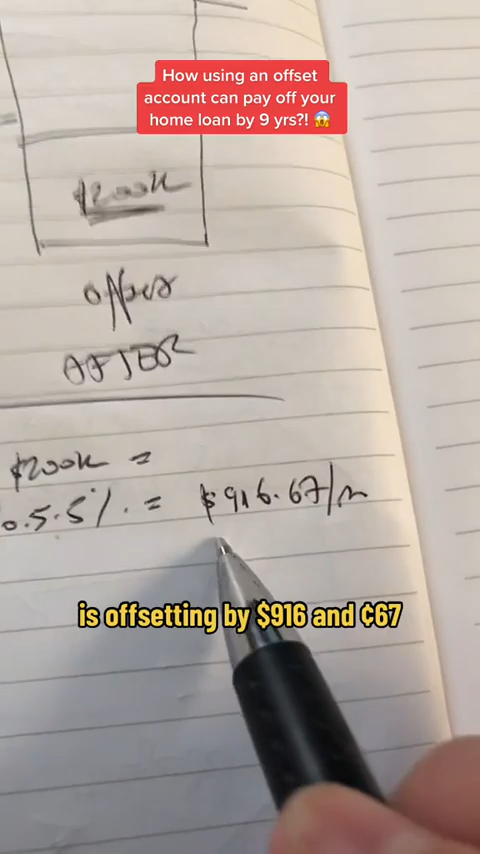 How using an offset
account can pay off your
home loan by 9 yrs?! 😱
$200k
offset
AFTER
$200k =
@.5.5%. = $916.67/m
is offsetting by $916 and ¢67